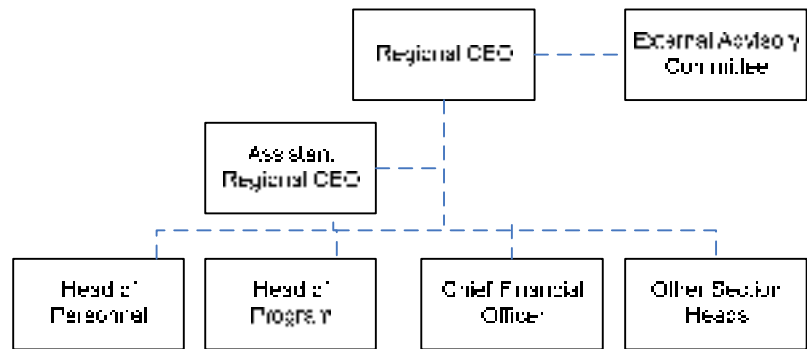 Regional CEO
External Advisory
Committee
Assistant
Regional CEO
Head of
Personnel
Head of
Program
Chief Financial
Officer
Other Section
Heads